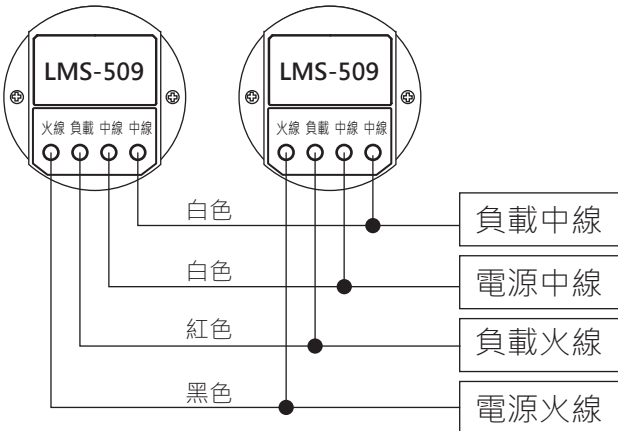 LMS-509
LMS-509
火線 負載 中線 中線
火線 負載 中線 中線
白色
負載中線
白色
電源中線
紅色
負載火線
黑色
電源火線